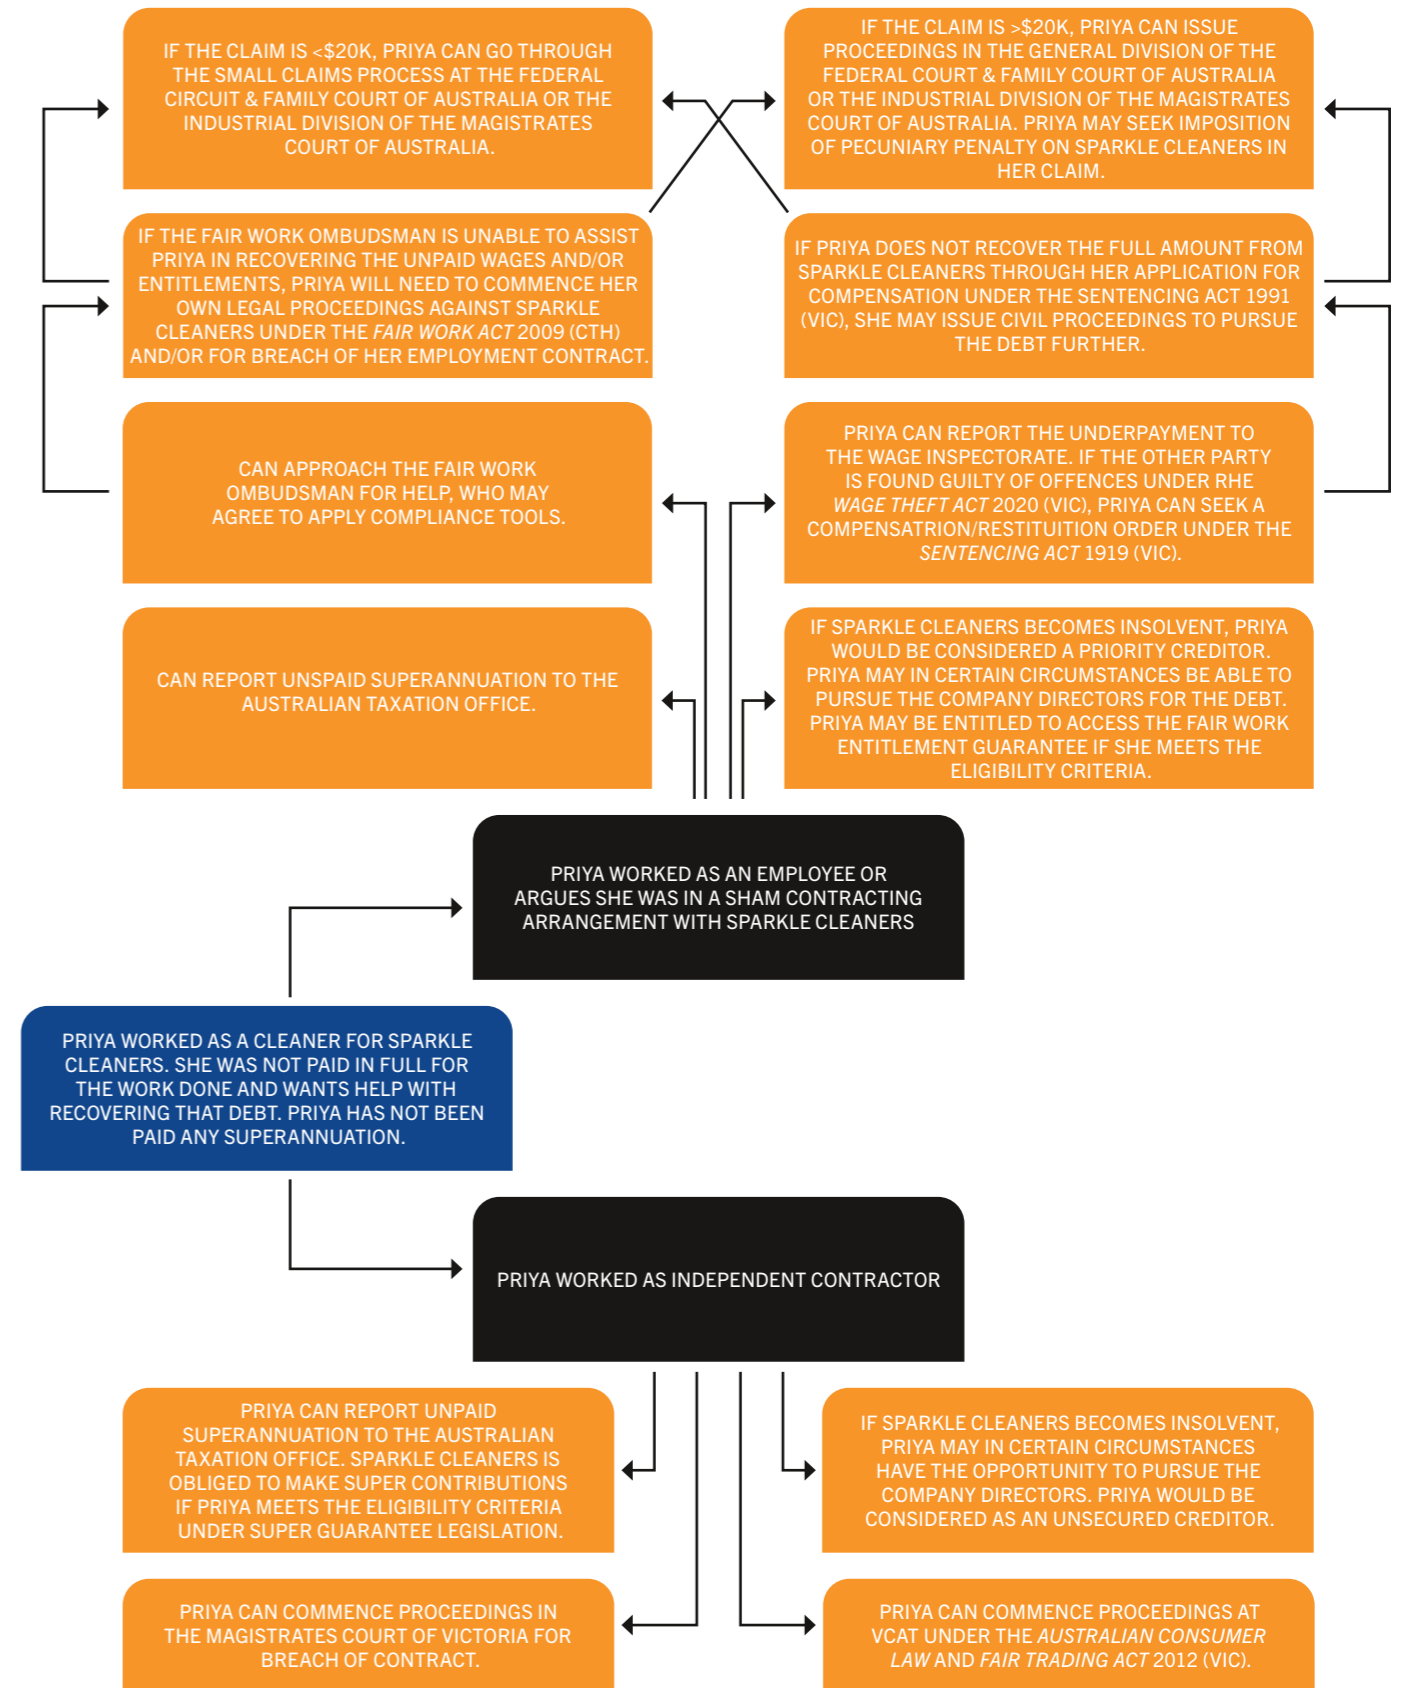 IF THE CLAIM IS <$20K, PRIYA CAN GO THROUGH
THE SMALL CLAIMS PROCESS AT THE FEDERAL
CIRCUIT & FAMILY COURT OF AUSTRALIA OR THE
INDUSTRIAL DIVISION OF THE MAGISTRATES
COURT OF AUSTRALIA.
IF THE CLAIM IS >$20K, PRIYA CAN ISSUE
PROCEEDINGS IN THE GENERAL DIVISION OF THE
FEDERAL COURT & FAMILY COURT OF AUSTRALIA
OR THE INDUSTRIAL DIVISION OF THE MAGISTRATES
COURT OF AUSTRALIA. PRIYA MAY SEEK IMPOSITION
OF PECUNIARY PENALTY ON SPARKLE CLEANERS IN
HER CLAIM.
IF THE FAIR WORK OMBUDSMAN IS UNABLE TO ASSIST
PRIYA IN RECOVERING THE UNPAID WAGES AND/OR
ENTITLEMENTS, PRIYA WILL NEED TO COMMENCE HER
OWN LEGAL PROCEEDINGS AGAINST SPARKLE
CLEANERS UNDER THE FAIR WORK ACT 2009 (CTH)
AND/OR FOR BREACH OF HER EMPLOYMENT CONTRACT.
IF PRIYA DOES NOT RECOVER THE FULL AMOUNT FROM
SPARKLE CLEANERS THROUGH HER APPLICATION FOR
COMPENSATION UNDER THE SENTENCING ACT 1991
(VIC), SHE MAY ISSUE CIVIL PROCEEDINGS TO PURSUE
THE DEBT FURTHER.
CAN APPROACH THE FAIR WORK
OMBUDSMAN FOR HELP, WHO MAY
AGREE TO APPLY COMPLIANCE TOOLS.
PRIYA CAN REPORT THE UNDERPAYMENT TO
THE WAGE INSPECTORATE. IF THE OTHER PARTY
IS FOUND GUILTY OF OFFENCES UNDER RHE
WAGE THEFT ACT 2020 (VIC), PRIYA CAN SEEK A
COMPENSATRION/RESTITUITION ORDER UNDER THE
SENTENCING ACT 1919 (VIC).
CAN REPORT UNSPAID SUPERANNUATION TO THE
AUSTRALIAN TAXATION OFFICE.
IF SPARKLE CLEANERS BECOMES INSOLVENT, PRIYA
WOULD BE CONSIDERED A PRIORITY CREDITOR.
PRIYA MAY IN CERTAIN CIRCUMSTANCES BE ABLE TO
PURSUE THE COMPANY DIRECTORS FOR THE DEBT.
PRIYA MAY BE ENTITLED TO ACCESS THE FAIR WORK
ENTITLEMENT GUARANTEE IF SHE MEETS THE
ELIGIBILITY CRITERIA.
PRIYA WORKED AS AN EMPLOYEE OR
ARGUES SHE WAS IN A SHAM CONTRACTING
ARRANGEMENT WITH SPARKLE CLEANERS
PRIYA WORKED AS A CLEANER FOR SPARKLE
CLEANERS. SHE WAS NOT PAID IN FULL FOR
THE WORK DONE AND WANTS HELP WITH
RECOVERING THAT DEBT. PRIYA HAS NOT BEEN
PAID ANY SUPERANNUATION.
PRIYA WORKED AS INDEPENDENT CONTRACTOR
PRIYA CAN REPORT UNPAID
SUPERANNUATION TO THE AUSTRALIAN
TAXATION OFFICE. SPARKLE CLEANERS IS
OBLIGED TO MAKE SUPER CONTRIBUTIONS
IF PRIYA MEETS THE ELIGIBILITY CRITERIA
UNDER SUPER GUARANTEE LEGISLATION.
IF SPARKLE CLEANERS BECOMES INSOLVENT,
PRIYA MAY IN CERTAIN CIRCUMSTANCES
HAVE THE OPPORTUNITY TO PURSUE THE
COMPANY DIRECTORS. PRIYA WOULD BE
CONSIDERED AS AN UNSECURED CREDITOR.
PRIYA CAN COMMENCE PROCEEDINGS IN
THE MAGISTRATES COURT OF VICTORIA FOR
BREACH OF CONTRACT.
PRIYA CAN COMMENCE PROCEEDINGS AT
VCAT UNDER THE AUSTRALIAN CONSUMER
LAW AND FAIR TRADING ACT 2012 (VIC).